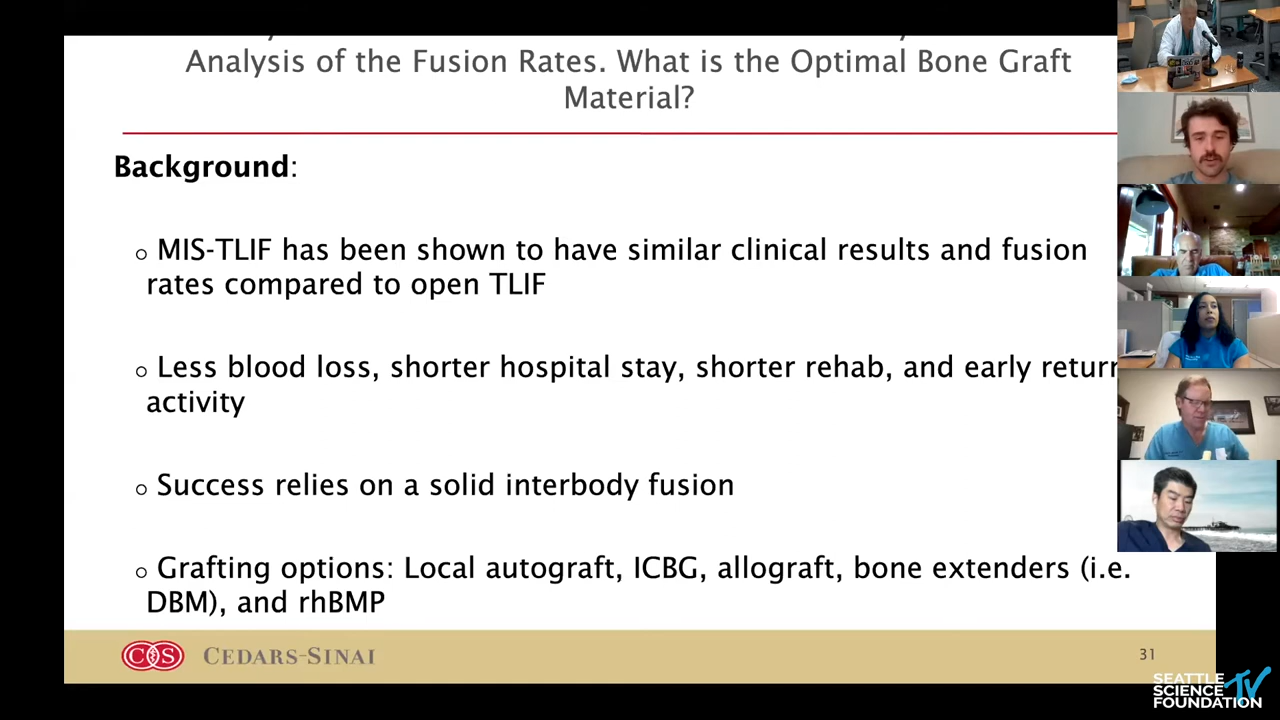 Analysis of the Fusion Rates. What is the Optimal Bone Graft
Material?
Background:
o MIS-TLIF has been shown to have similar clinical results and fusion
rates compared to open TLIF
o Less blood loss, shorter hospital stay, shorter rehab, and early return
activity
o Success relies on a solid interbody fusion
o Grafting options: Local autograft, ICBG, allograft, bone extenders (i.e.
DBM), and rhBMP
CEDARS-SINAI
31
SEATTLE
SCIENCE
FOUNDATION
TV